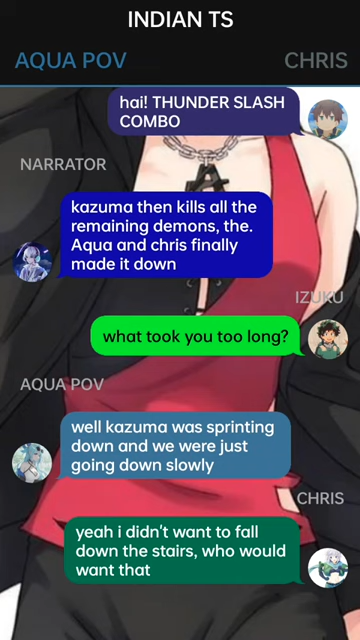 INDIAN TS
AQUA POV
CHRIS
hai! THUNDER SLASH
COMBO
NARRATOR
kazuma then kills all the
remaining demons, the.
Aqua and chris finally
made it down
IZUKU
what took you too long?
AQUA POV
well kazuma was sprinting
down and we were just
going down slowly
CHRIS
yeah i didn't want to fall
down the stairs, who would
want that